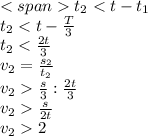 < span > t₂ < t - t₁
t₂ < t - T/3
t₂ < 2t/3
v₂ = s₂/t₂
v₂ > s/3 : 2t/3
v₂ > s/2t
v₂ > 2